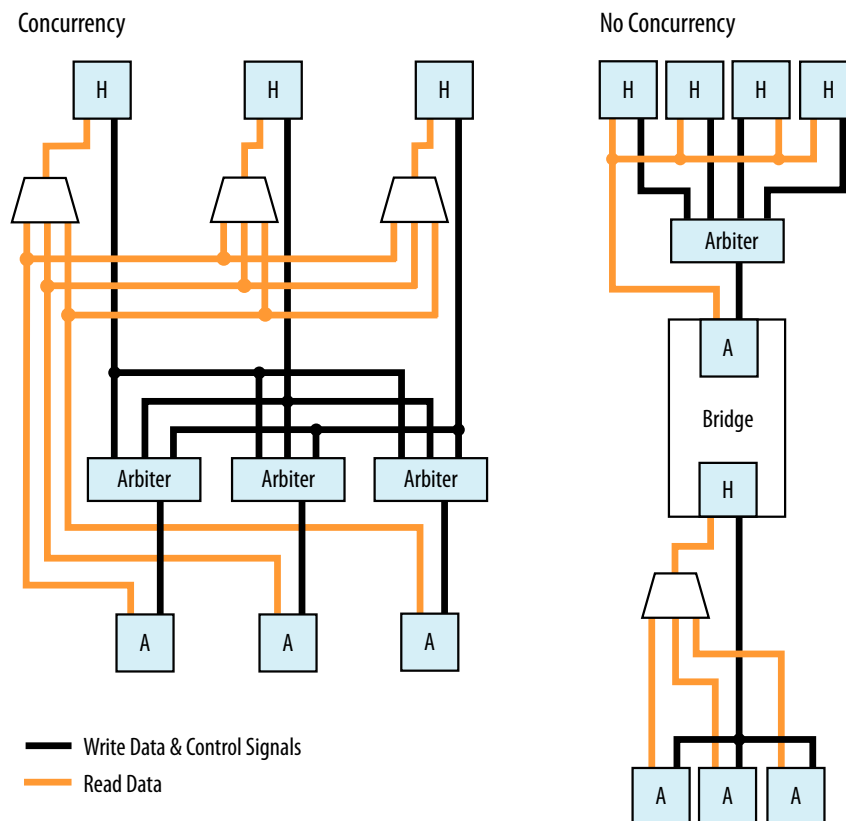 Concurrency
No Concurrency
H
H
H
H
H
H
H
Arbiter
A
Bridge
H
Arbiter
Arbiter
Arbiter
A
A
A
Write Data & Control Signals
Read Data
A
A
A